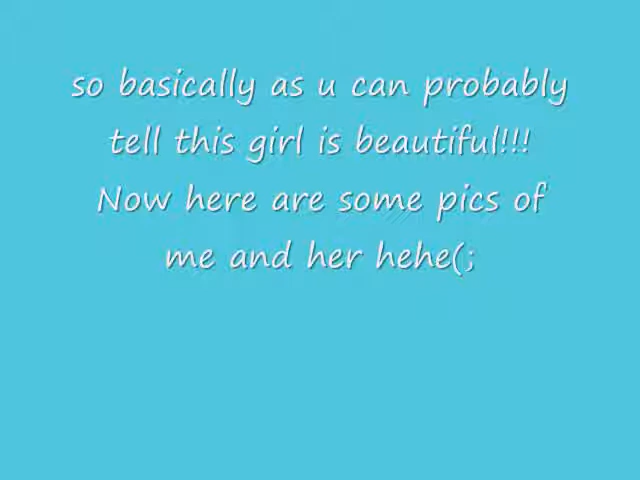 so basically as u can probably
tell this girl is beautiful!!!
Now here are some pics of
me and her hehe(;